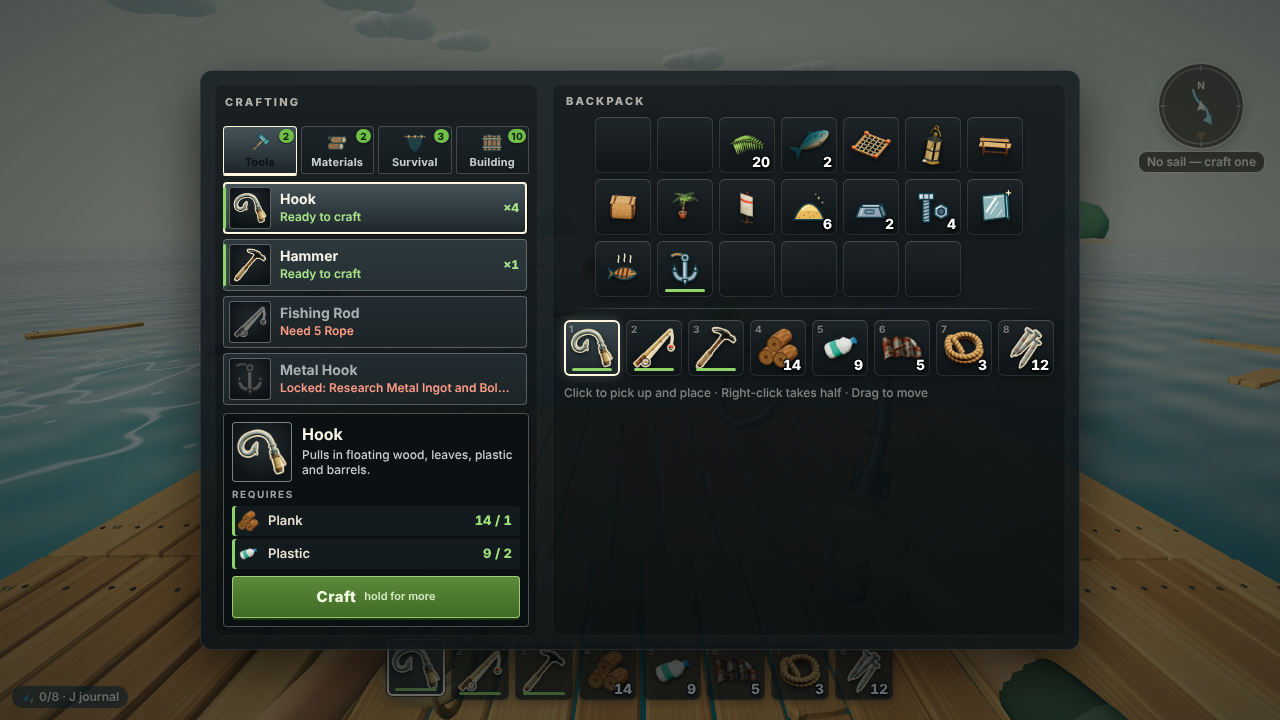 CRAFTING
2
Tools
2
Materials
3
Survival
10
Building
Hook
Ready to craft
×4
Hammer
Ready to craft
×1
Fishing Rod
Need 5 Rope
Metal Hook
Locked: Research Metal Ingot and Bol...
Hook
Pulls in floating wood, leaves, plastic
and barrels.
REQUIRES
Plank
14 / 1
Plastic
9 / 2
Craft hold for more
BACKPACK
20
2
6
2
4
1
2
3
4
14
5
9
6
5
7
3
8
12
Click to pick up and place · Right-click takes half · Drag to move
N
No sail — craft one
14
9
5
3
12
0/8 · J journal